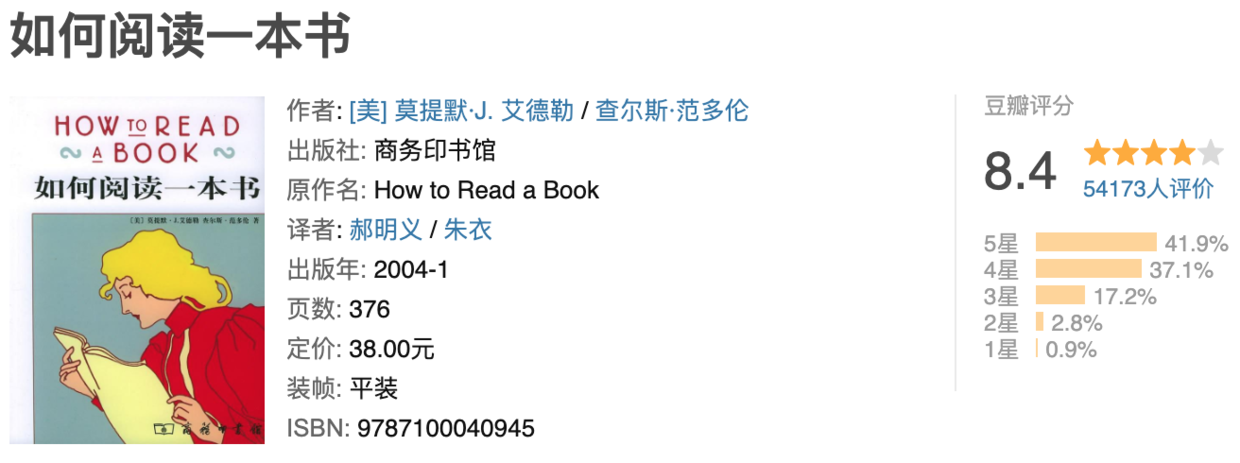 如何阅读一本书
HOW TO READ
A BOOK
如何阅读一本书
[美] 莫提默·J.艾德勒 查尔斯·范多伦 著
商务印书馆
作者: [美] 莫提默·J. 艾德勒 / 查尔斯·范多伦
出版社: 商务印书馆
原作名: How to Read a Book
译者: 郝明义 / 朱衣
出版年: 2004-1
页数: 376
定价: 38.00元
装帧: 平装
ISBN: 9787100040945
豆瓣评分
8.4
54173人评价
5星 41.9%
4星 37.1%
3星 17.2%
2星 2.8%
1星 0.9%